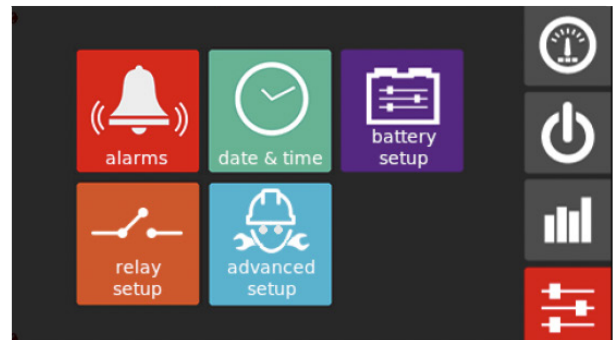 alarms
date & time
battery
setup
relay
setup
advanced
setup